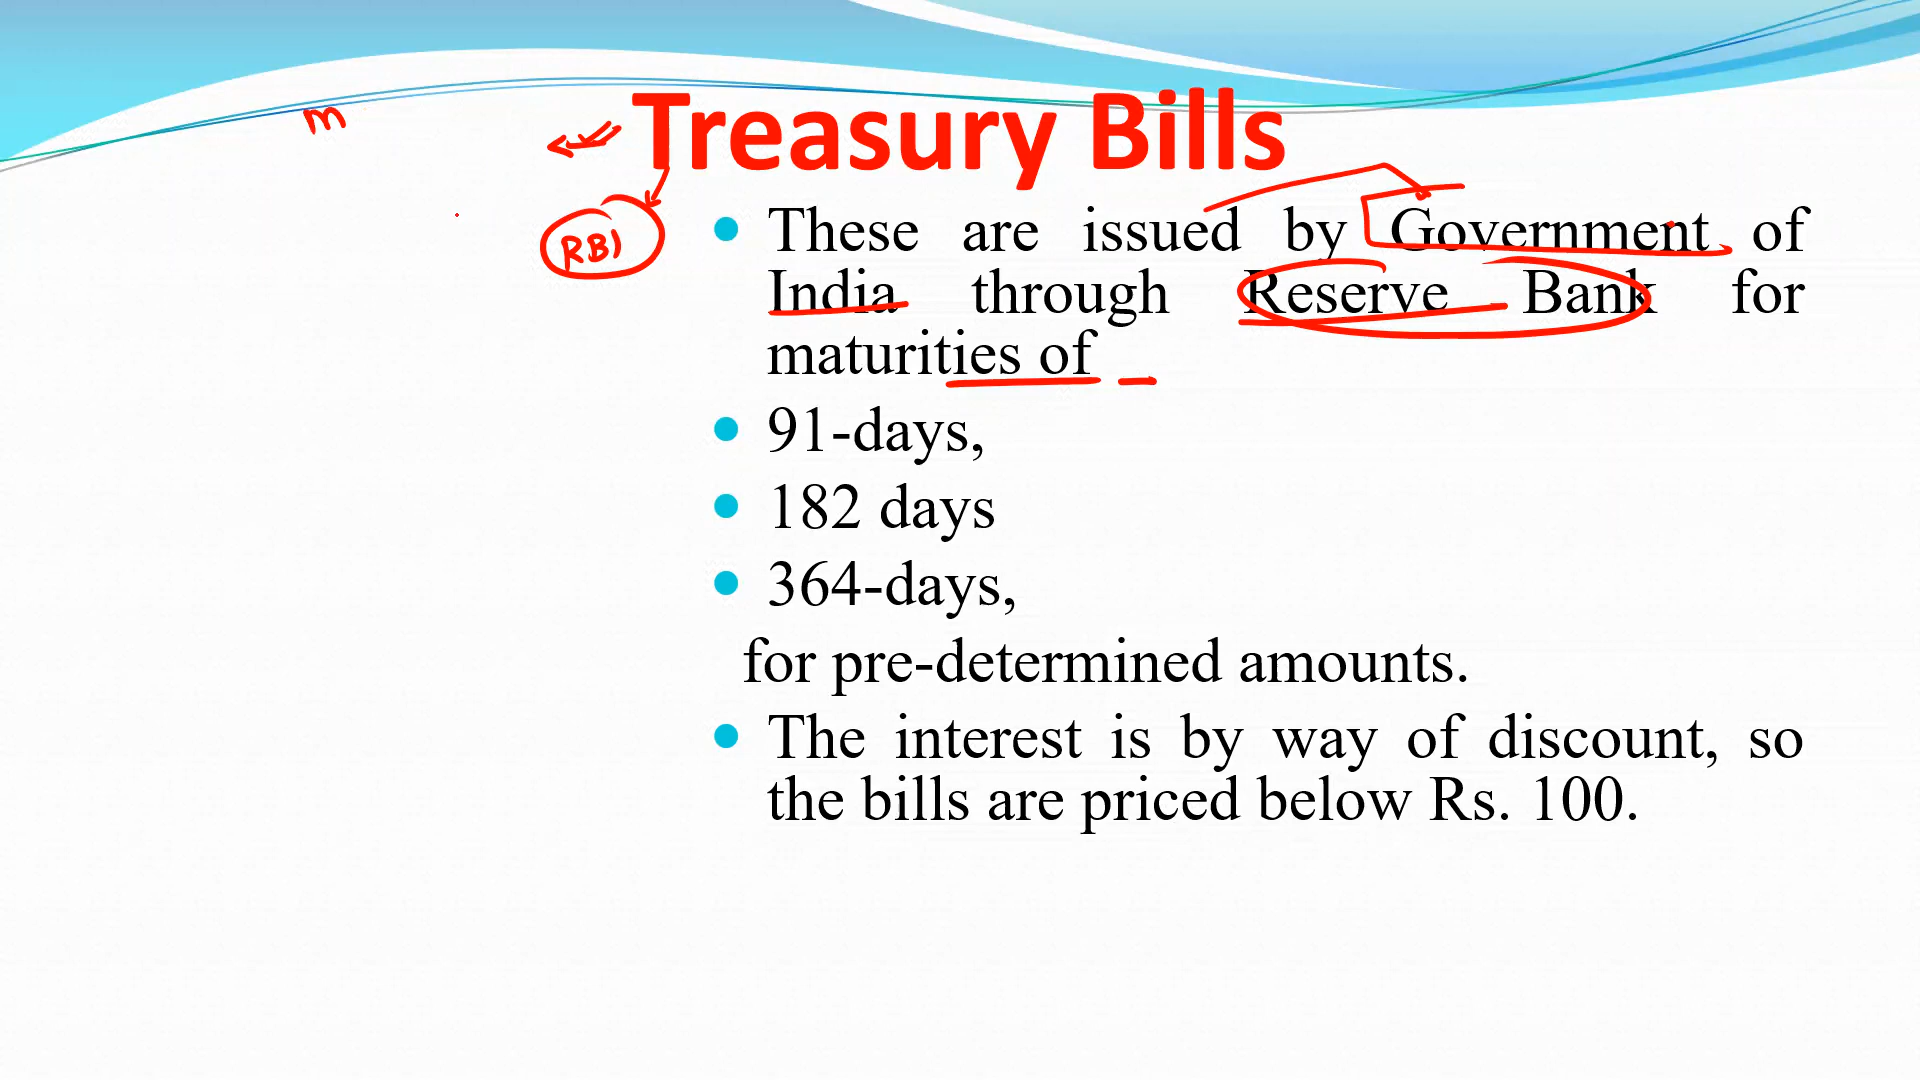 m
Treasury Bills
RBI
These are issued by Government of
India through Reserve Bank for
maturities of
91-days,
182 days
364-days,
for pre-determined amounts.
The interest is by way of discount, so
the bills are priced below Rs. 100.